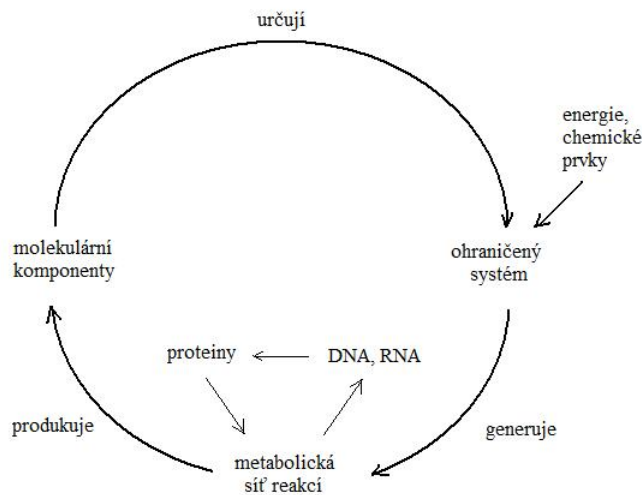 určují
energie,
chemické
prvky
molekulární
komponenty
ohraničený
systém
proteiny
DNA, RNA
produkuje
generuje
metabolická
síť reakcí